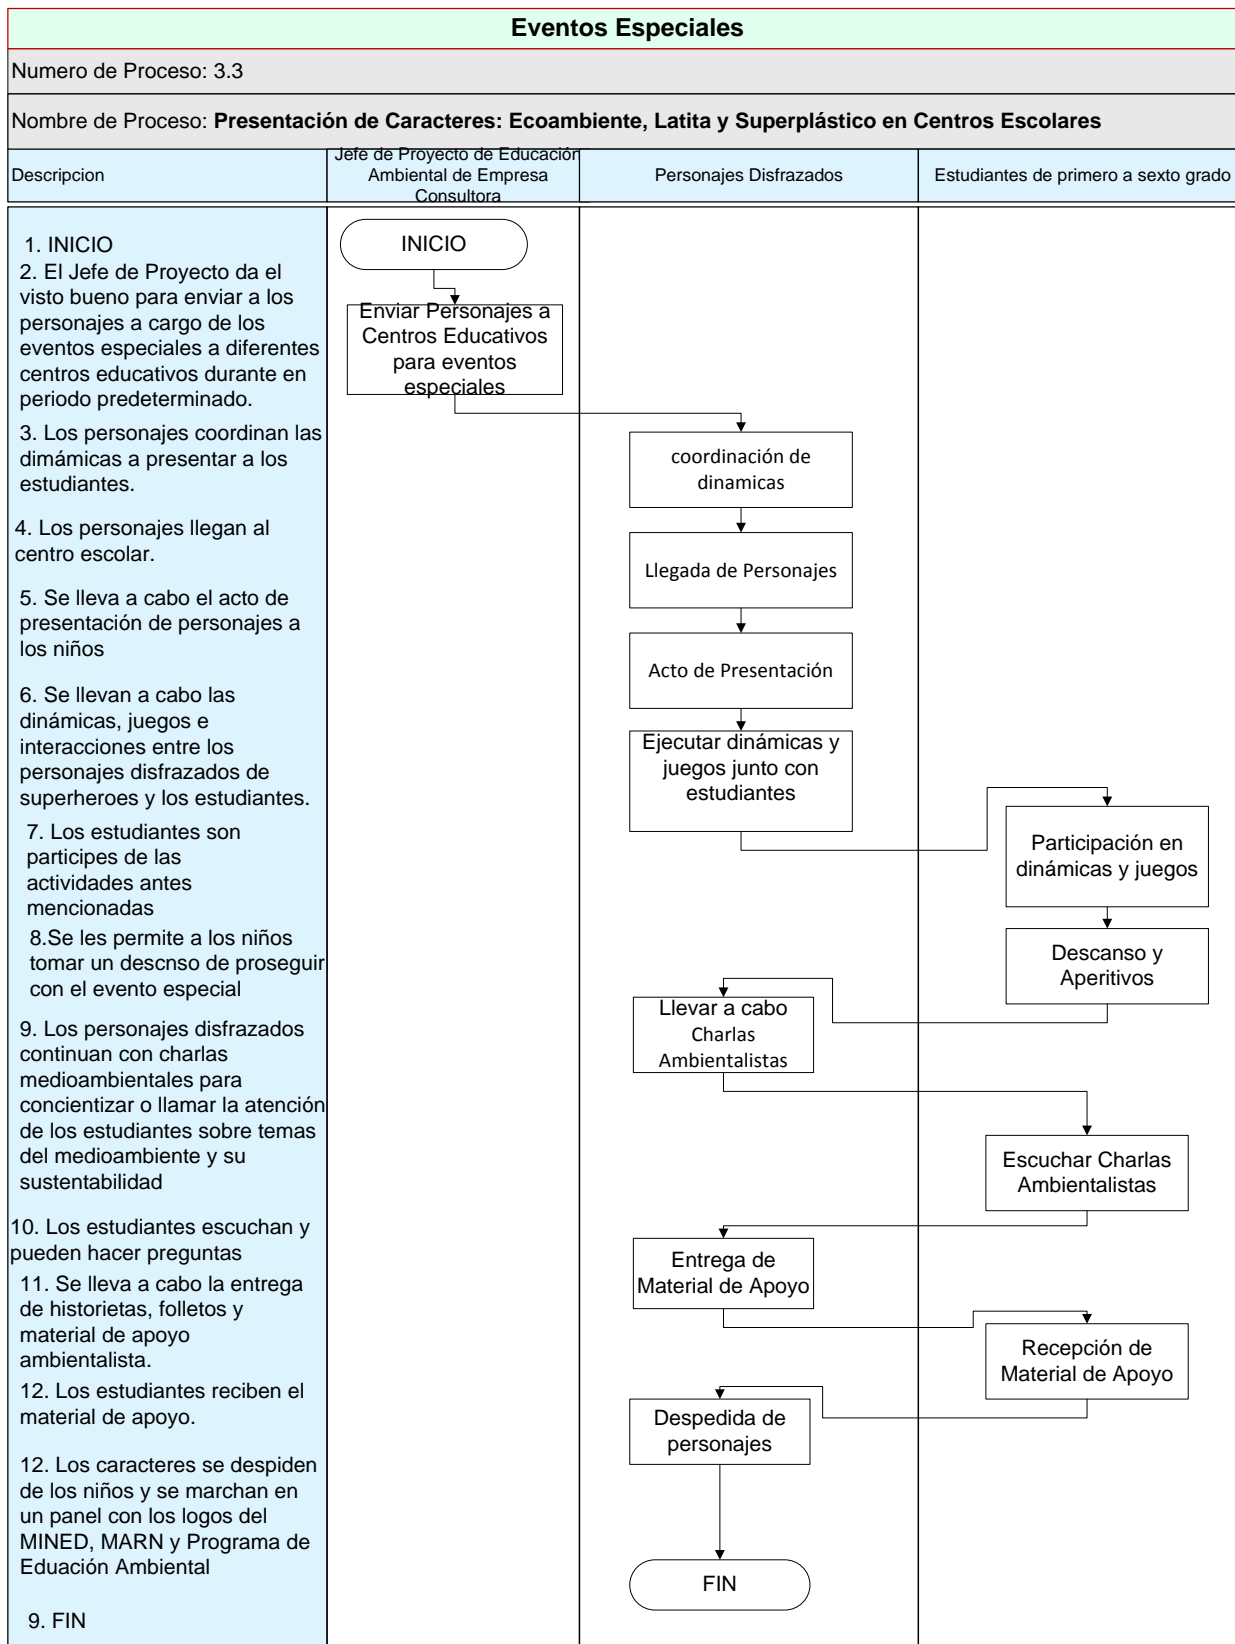 Eventos Especiales
Numero de Proceso: 3.3
Nombre de Proceso: Presentación de Caracteres: Ecoambiente, Latita y Superplástico en Centros Escolares
Descripcion
Jefe de Proyecto de Educación
Ambiental de Empresa
Consultora
Personajes Disfrazados
Estudiantes de primero a sexto grado
1. INICIO
2. El Jefe de Proyecto da el
visto bueno para enviar a los
personajes a cargo de los
eventos especiales a diferentes
centros educativos durante en
periodo predeterminado.
3. Los personajes coordinan las
dimámicas a presentar a los
estudiantes.
4. Los personajes llegan al
centro escolar.
5. Se lleva a cabo el acto de
presentación de personajes a
los niños
6. Se llevan a cabo las
dinámicas, juegos e
interacciones entre los
personajes disfrazados de
superheroes y los estudiantes.
7. Los estudiantes son
participes de las
actividades antes
mencionadas
8.Se les permite a los niños
tomar un descnso de proseguir
con el evento especial
9. Los personajes disfrazados
continuan con charlas
medioambientales para
concientizar o llamar la atención
de los estudiantes sobre temas
del medioambiente y su
sustentabilidad
10. Los estudiantes escuchan y
pueden hacer preguntas
11. Se lleva a cabo la entrega
de historietas, folletos y
material de apoyo
ambientalista.
12. Los estudiantes reciben el
material de apoyo.
12. Los caracteres se despiden
de los niños y se marchan en
un panel con los logos del
MINED, MARN y Programa de
Eduación Ambiental
9. FIN
INICIO
Enviar Personajes a
Centros Educativos
para eventos
especiales
coordinación de
dinamicas
Llegada de Personajes
Acto de Presentación
Ejecutar dinámicas y
juegos junto con
estudiantes
Participación en
dinámicas y juegos
Descanso y
Aperitivos
Llevar a cabo
Charlas
Ambientalistas
Escuchar Charlas
Ambientalistas
Entrega de
Material de Apoyo
Recepción de
Material de Apoyo
Despedida de
personajes
FIN